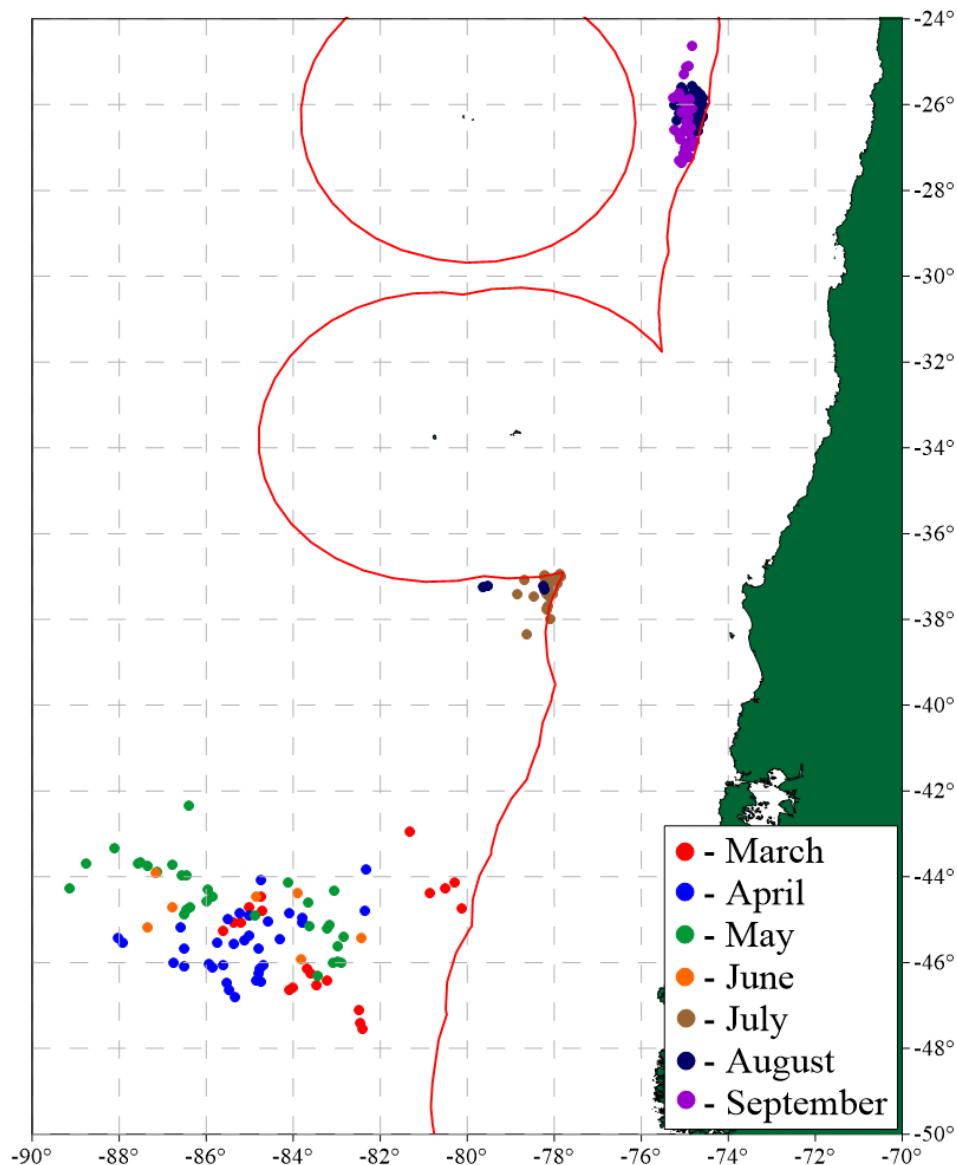 -24°
-26°
-28°
-30°
-32°
-34°
-36°
-38°
-40°
-42°
-44°
-46°
-48°
-50°
- March
- April
- May
- June
- July
- August
- September
-90° -88° -86° -84° -82° -80° -78° -76° -74° -72° -70°